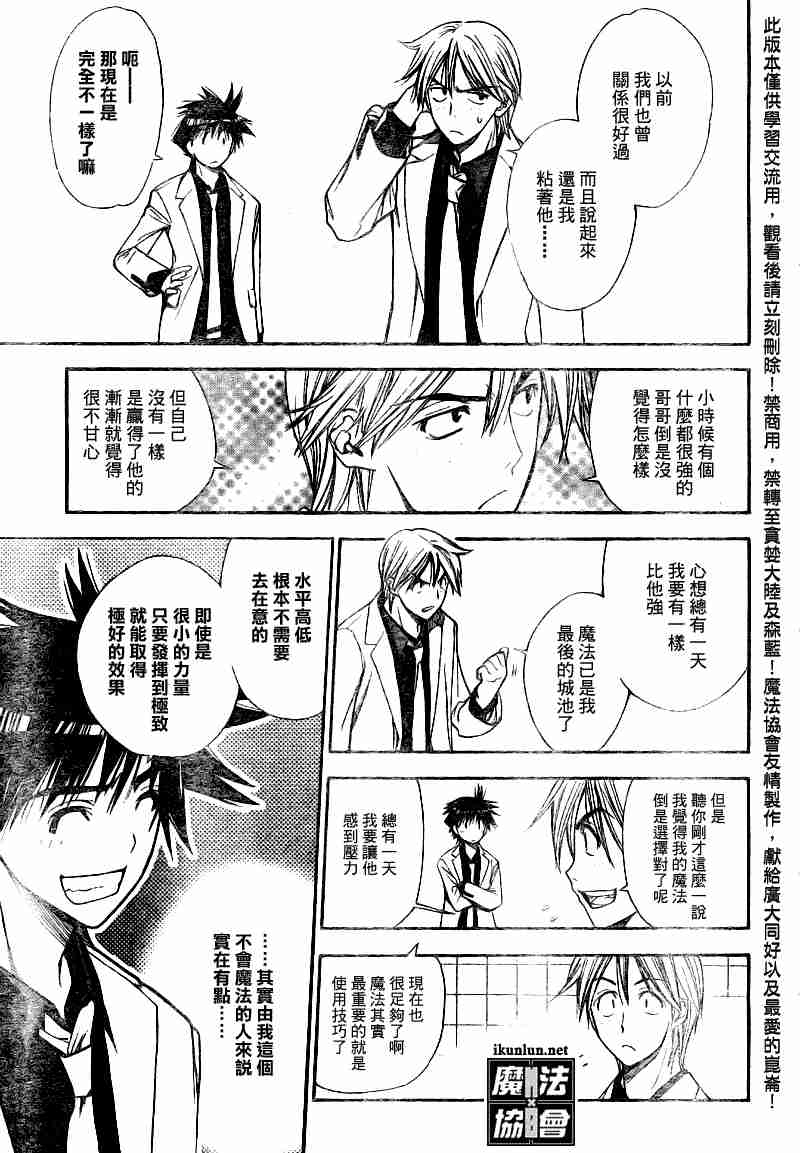 以前
我們也曾
關係很好過
而且說起來
還是我
粘著他……
呃——
那現在是
完全不一樣了嘛
小時候有個
什麼都很強的
哥哥倒是沒
覺得怎麼樣
但自己
沒有一樣
是贏得了他的
漸漸就覺得
很不甘心
心想總有一天
我要有一樣
比他強
魔法已是我
最後的城池了
水平高低
根本不需要
去在意的
即使是
很小的力量
只要發揮到極致
就能取得
極好的效果
但是
聽你剛才這麼一說
我覺得我的魔法
倒是選擇對了呢
總有一天
我要讓他
感到壓力
現在也
很足夠了啊
魔法其實
最重要的就是
使用技巧了
……其實由我這個
不會魔法的人來說
實在有點……
ikunlun.net
魔法
協會
此版本僅供學習交流用，觀看後請立刻刪除！禁商用，禁轉至貪婪大陸及森藍！魔法協會友情製作，獻給廣大同好以及最愛的崑崙！